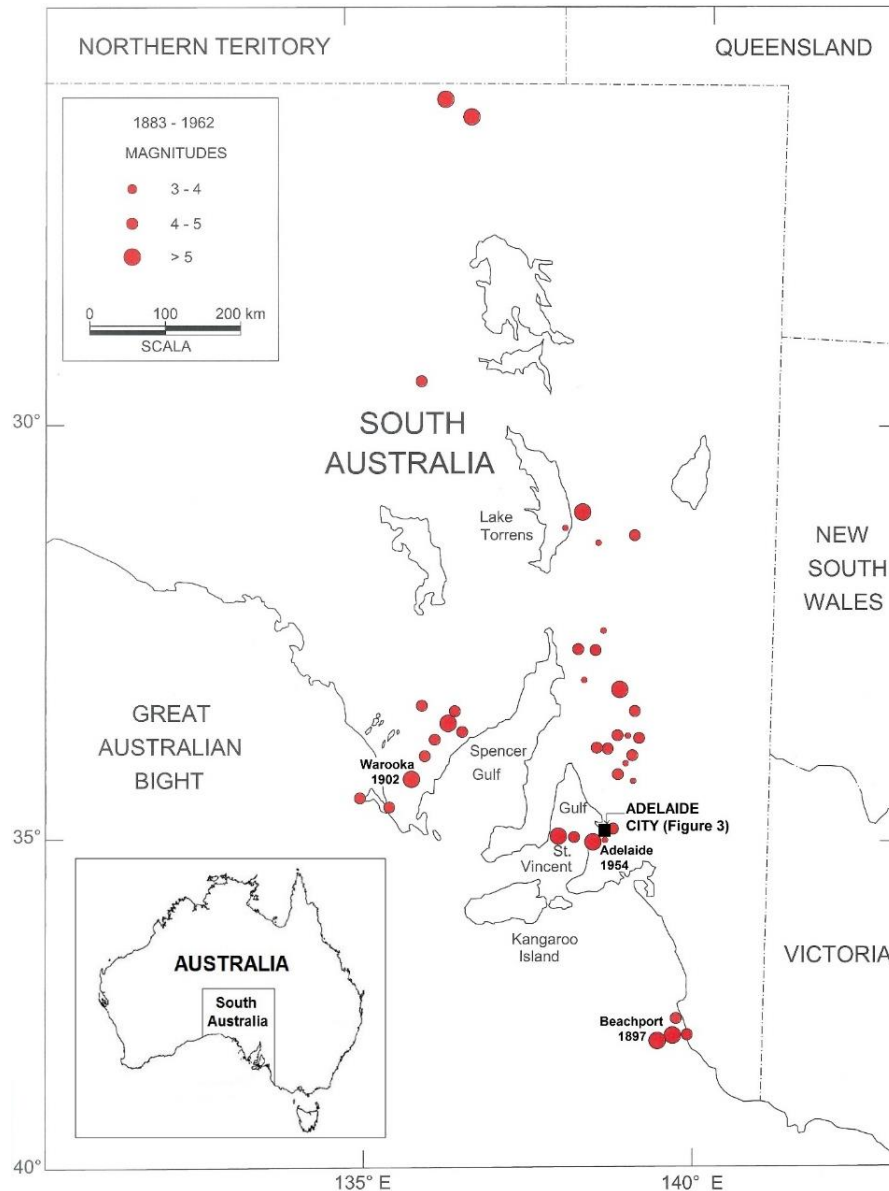 NORTHERN TERITORY
QUEENSLAND
1883 - 1962
MAGNITUDES
3 - 4
4 - 5
> 5
0 100 200 km
SCALA
30°
SOUTH
AUSTRALIA
Lake
Torrens
NEW
SOUTH
WALES
GREAT
AUSTRALIAN
BIGHT
Spencer
Gulf
Warooka
1902
Gulf
St.
Vincent
ADELAIDE
CITY (Figure 3)
Adelaide
1954
35°
Kangaroo
Island
VICTORIA
Beachport
1897
AUSTRALIA
South
Australia
40°
135° E
140° E